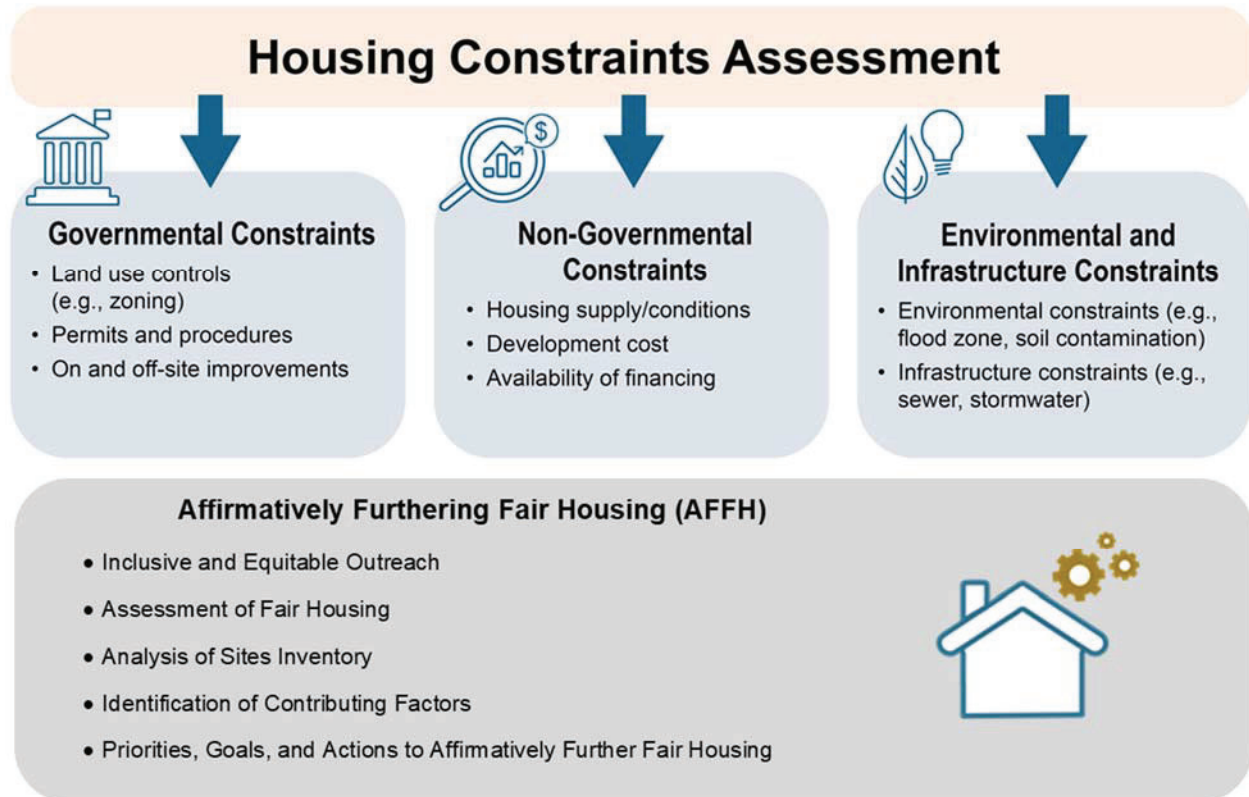 Housing Constraints Assessment
$
Governmental Constraints
• Land use controls
(e.g., zoning)
• Permits and procedures
• On and off-site improvements
Non-Governmental
Constraints
• Housing supply/conditions
• Development cost
• Availability of financing
Environmental and
Infrastructure Constraints
• Environmental constraints (e.g.,
flood zone, soil contamination)
• Infrastructure constraints (e.g.,
sewer, stormwater)
Affirmatively Furthering Fair Housing (AFFH)
• Inclusive and Equitable Outreach
• Assessment of Fair Housing
• Analysis of Sites Inventory
• Identification of Contributing Factors
• Priorities, Goals, and Actions to Affirmatively Further Fair Housing